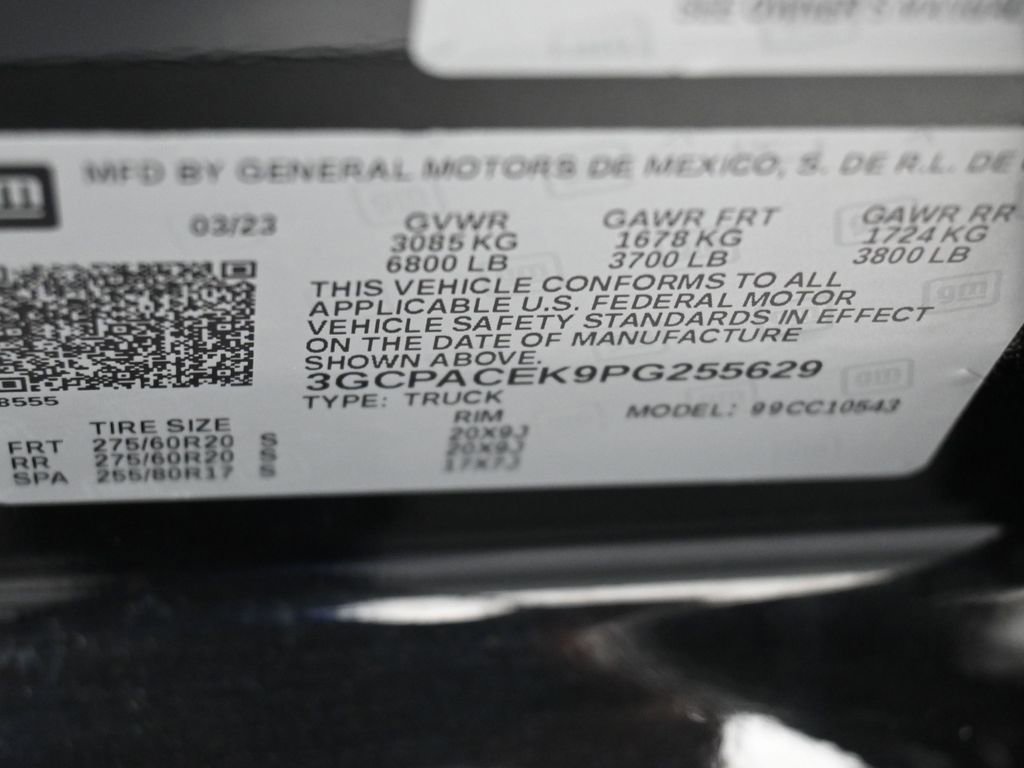 MFD BY GENERAL MOTORS DE MEXICO, S. DE R.L. DE
gm
03/23
GVWR GAWR FRT GAWR RR
3085 KG 1678 KG 1724 KG
6800 LB 3700 LB 3800 LB
THIS VEHICLE CONFORMS TO ALL
APPLICABLE U.S. FEDERAL MOTOR
VEHICLE SAFETY STANDARDS IN EFFECT
ON THE DATE OF MANUFACTURE
SHOWN ABOVE.
3GCPACEK9PG255629
8555
TYPE: TRUCK MODEL: 99CC10543
TIRE SIZE RIM
FRT 275/60R20 S 20X9J
RR 275/60R20 S 20X9J
SPA 255/80R17 S 17X7J